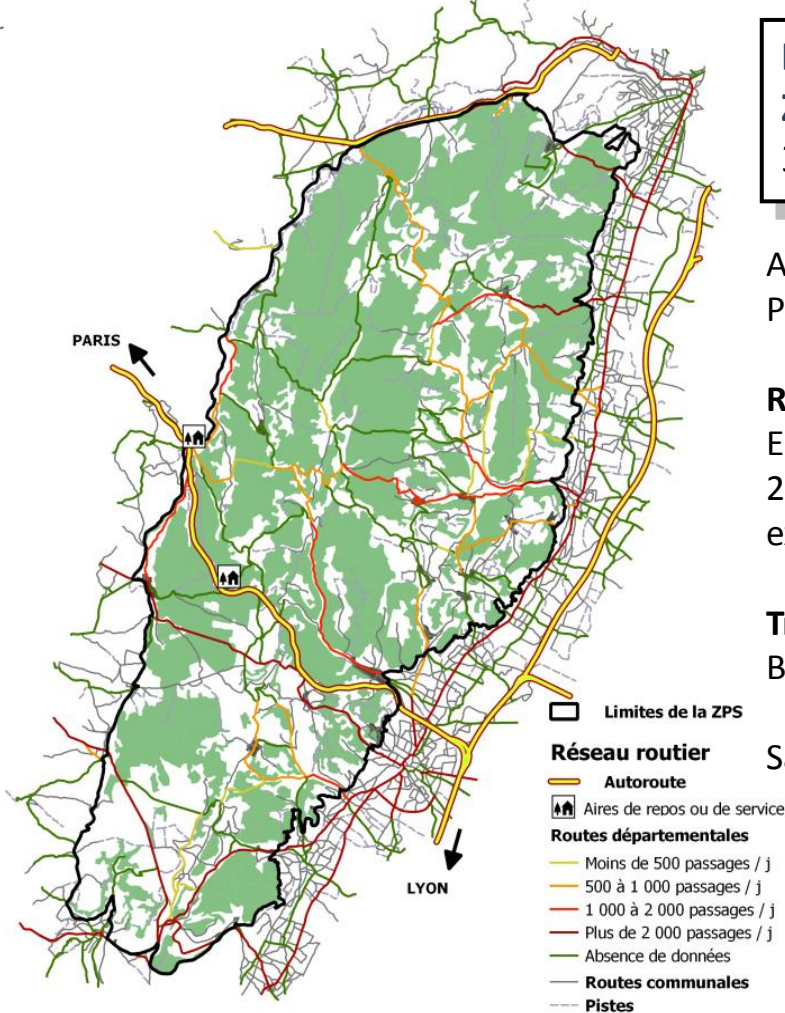 PARIS
LYON
Limites de la ZPS
Réseau routier
Autoroute
Aires de repos ou de service
Routes départementales
Moins de 500 passages / j
500 à 1 000 passages / j
1 000 à 2 000 passages / j
Plus de 2 000 passages / j
Absence de données
Routes communales
Pistes
A
P
R
E
2
B